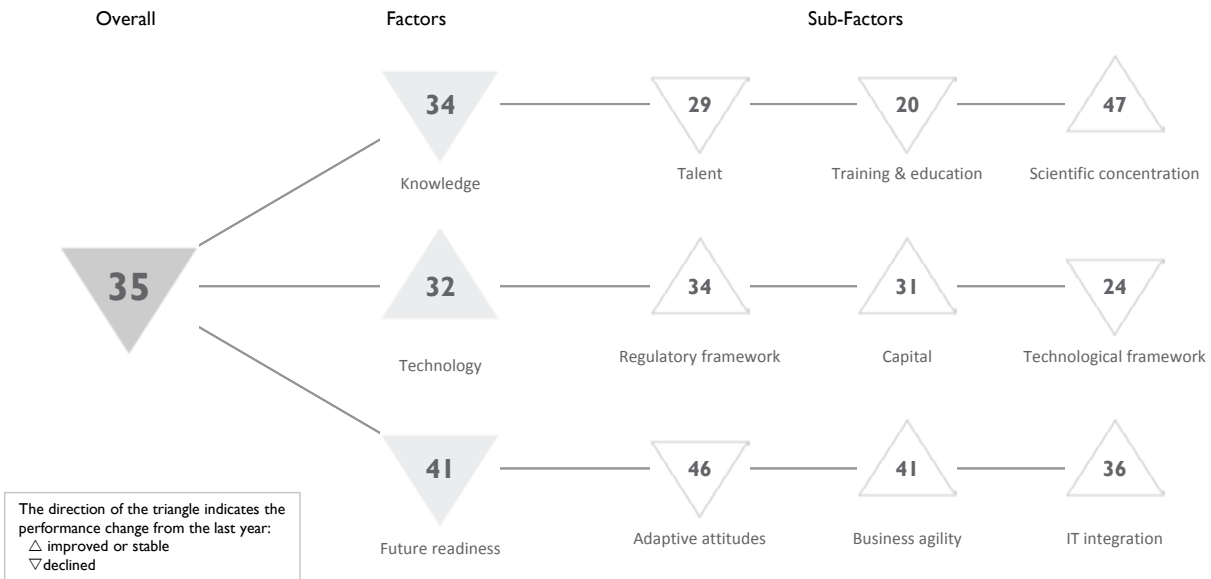 Overall Factors Sub-Factors
34 29 20 47
Knowledge Talent Training & education Scientific concentration
35 32 34 31 24
Technology Regulatory framework Capital Technological framework
41 46 41 36
Future readiness Adaptive attitudes Business agility IT integration
The direction of the triangle indicates the
performance change from the last year:
△ improved or stable
▽declined